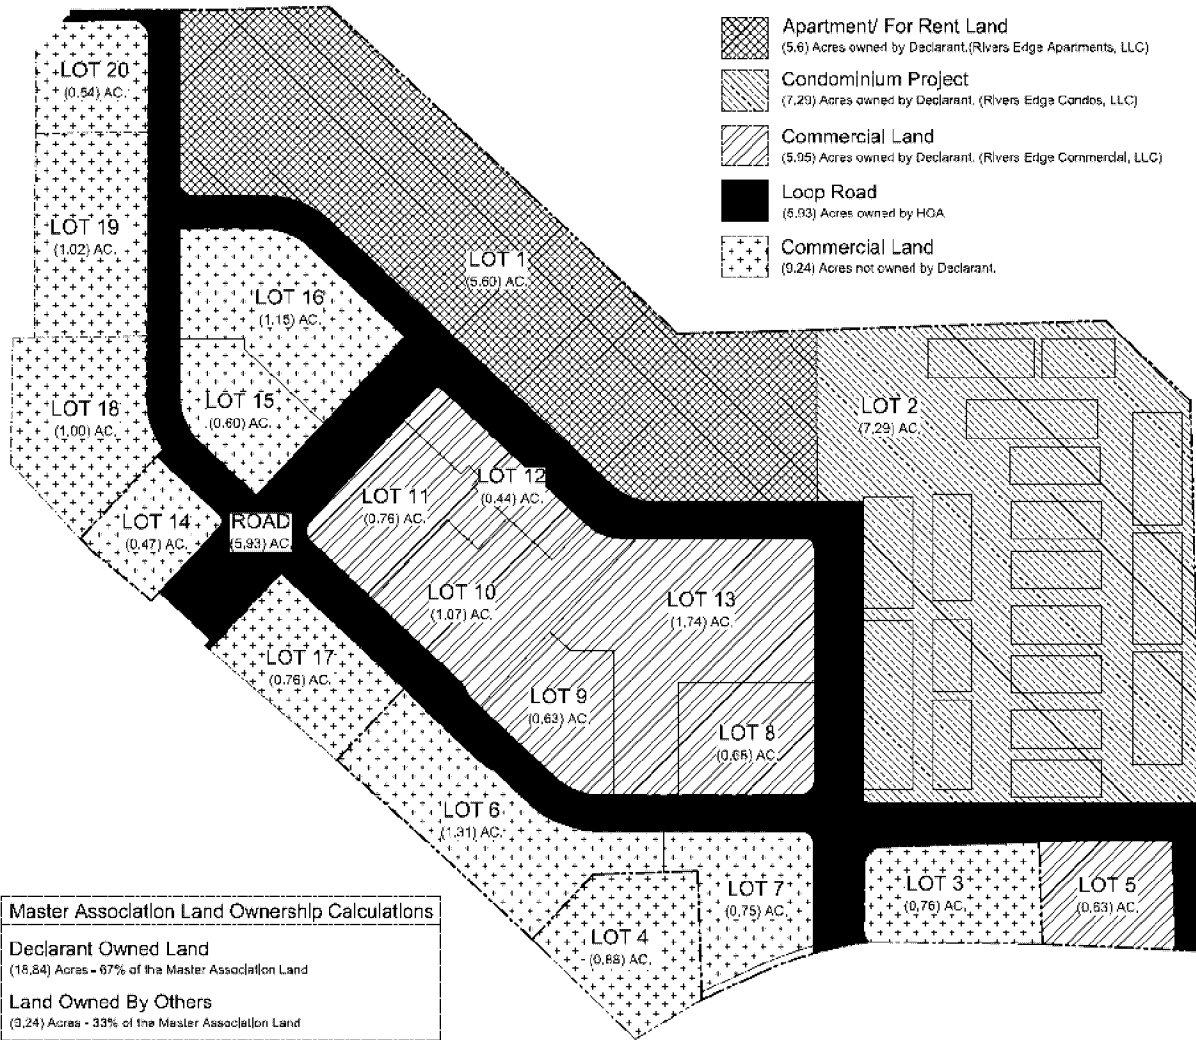 Apartment/ For Rent Land
(5.6) Acres owned by Declarant.(Rivers Edge Apartments, LLC)
Condominium Project
(7.29) Acres owned by Declarant. (Rivers Edge Condos, LLC)
Commercial Land
(5.95) Acres owned by Declarant. (Rivers Edge Commercial, LLC)
Loop Road
(5.93) Acres owned by HOA
Commercial Land
(9.24) Acres not owned by Declarant.
LOT 20
(0.54) AC.
LOT 19
(1.02) AC.
LOT 1
(5.60) AC.
LOT 16
(1.15) AC.
LOT 18
(1.00) AC.
LOT 15
(0.60) AC.
LOT 2
(7.29) AC.
LOT 12
(0.44) AC.
LOT 11
(0.76) AC.
LOT 14
(0.47) AC.
ROAD
(5.93) AC.
LOT 10
(1.07) AC.
LOT 13
(1.74) AC.
LOT 17
(0.76) AC.
LOT 9
(0.63) AC.
LOT 8
(0.68) AC.
LOT 6
(1.31) AC.
LOT 7
(0.75) AC.
LOT 3
(0.76) AC.
LOT 5
(0.63) AC.
LOT 4
(0.88) AC.
Master Association Land Ownership Calculations
Declarant Owned Land
(18.84) Acres - 67% of the Master Association Land
Land Owned By Others
(9.24) Acres - 33% of the Master Association Land